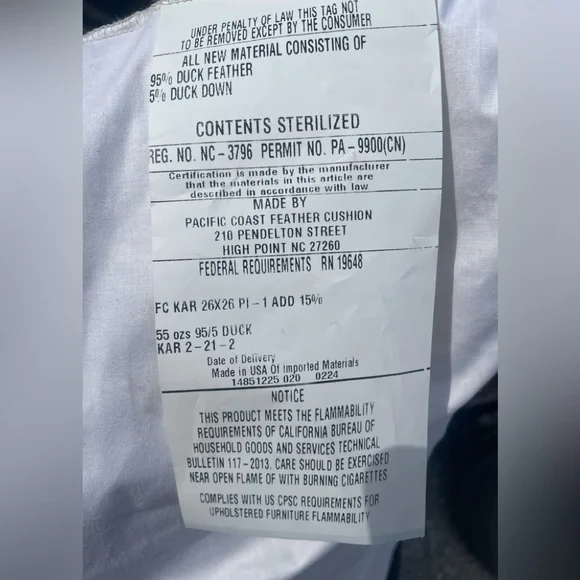 UNDER PENALTY OF LAW THIS TAG NOT
TO BE REMOVED EXCEPT BY THE CONSUMER
ALL NEW MATERIAL CONSISTING OF
95% DUCK FEATHER
5% DUCK DOWN
CONTENTS STERILIZED
REG. NO. NC-3796 PERMIT NO. PA-9900(CN)
Certification is made by the manufacturer
that the materials in this article are
described in accordance with law
MADE BY
PACIFIC COAST FEATHER CUSHION
210 PENDELTON STREET
HIGH POINT NC 27260
FEDERAL REQUIREMENTS RN 19648
FC KAR 26X26 PI-1 ADD 15%
55 ozs 95/5 DUCK
KAR 2-21-2
Date of Delivery
Made in USA Of Imported Materials
14851225 020 0224
NOTICE
THIS PRODUCT MEETS THE FLAMMABILITY
REQUIREMENTS OF CALIFORNIA BUREAU OF
HOUSEHOLD GOODS AND SERVICES TECHNICAL
BULLETIN 117-2013. CARE SHOULD BE EXERCISED
NEAR OPEN FLAME OF WITH BURNING CIGARETTES
COMPLIES WITH US CPSC REQUIREMENTS FOR
UPHOLSTERED FURNITURE FLAMMABILITY